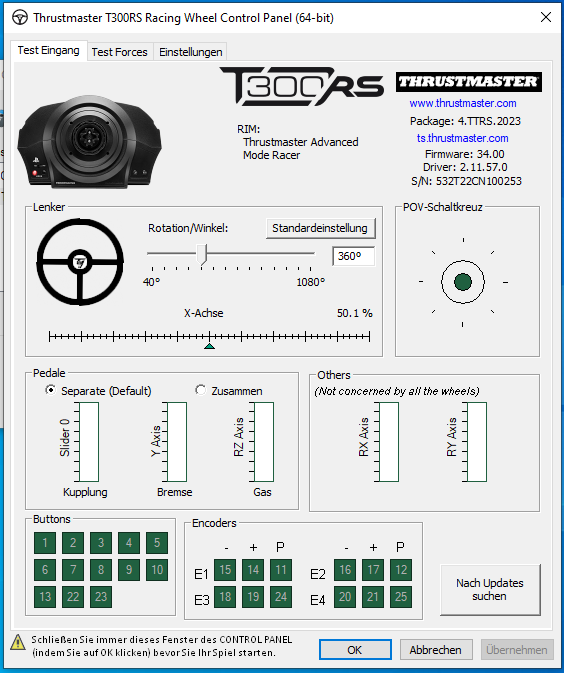 Thrustmaster T300RS Racing Wheel Control Panel (64-bit)
Test Eingang Test Forces Einstellungen
T300RS THRUSTMASTER
www.thrustmaster.com
RIM: Package: 4.TTRS.2023
Thrustmaster Advanced ts.thrustmaster.com
Mode Racer Firmware: 34.00
Driver: 2.11.57.0
S/N: 532T22CN100253
Lenker POV-Schaltkreuz
Rotation/Winkel: Standardeinstellung
360°
40° 1080°
X-Achse 50.1 %
Pedale Others
Separate (Default) Zusammen (Not concerned by all the wheels)
Slider 0 Y Axis RZ Axis RX Axis RY Axis
Kupplung Bremse Gas
Buttons Encoders
1 2 3 4 5 - + P - + P
6 7 8 9 10 E1 15 14 11 E2 16 17 12
13 22 23 E3 18 19 24 E4 20 21 25
Nach Updates
suchen
Schließen Sie immer dieses Fenster des CONTROL PANEL
(indem Sie auf OK klicken) bevor Sie Ihr Spiel starten.
OK Abbrechen Übernehmen